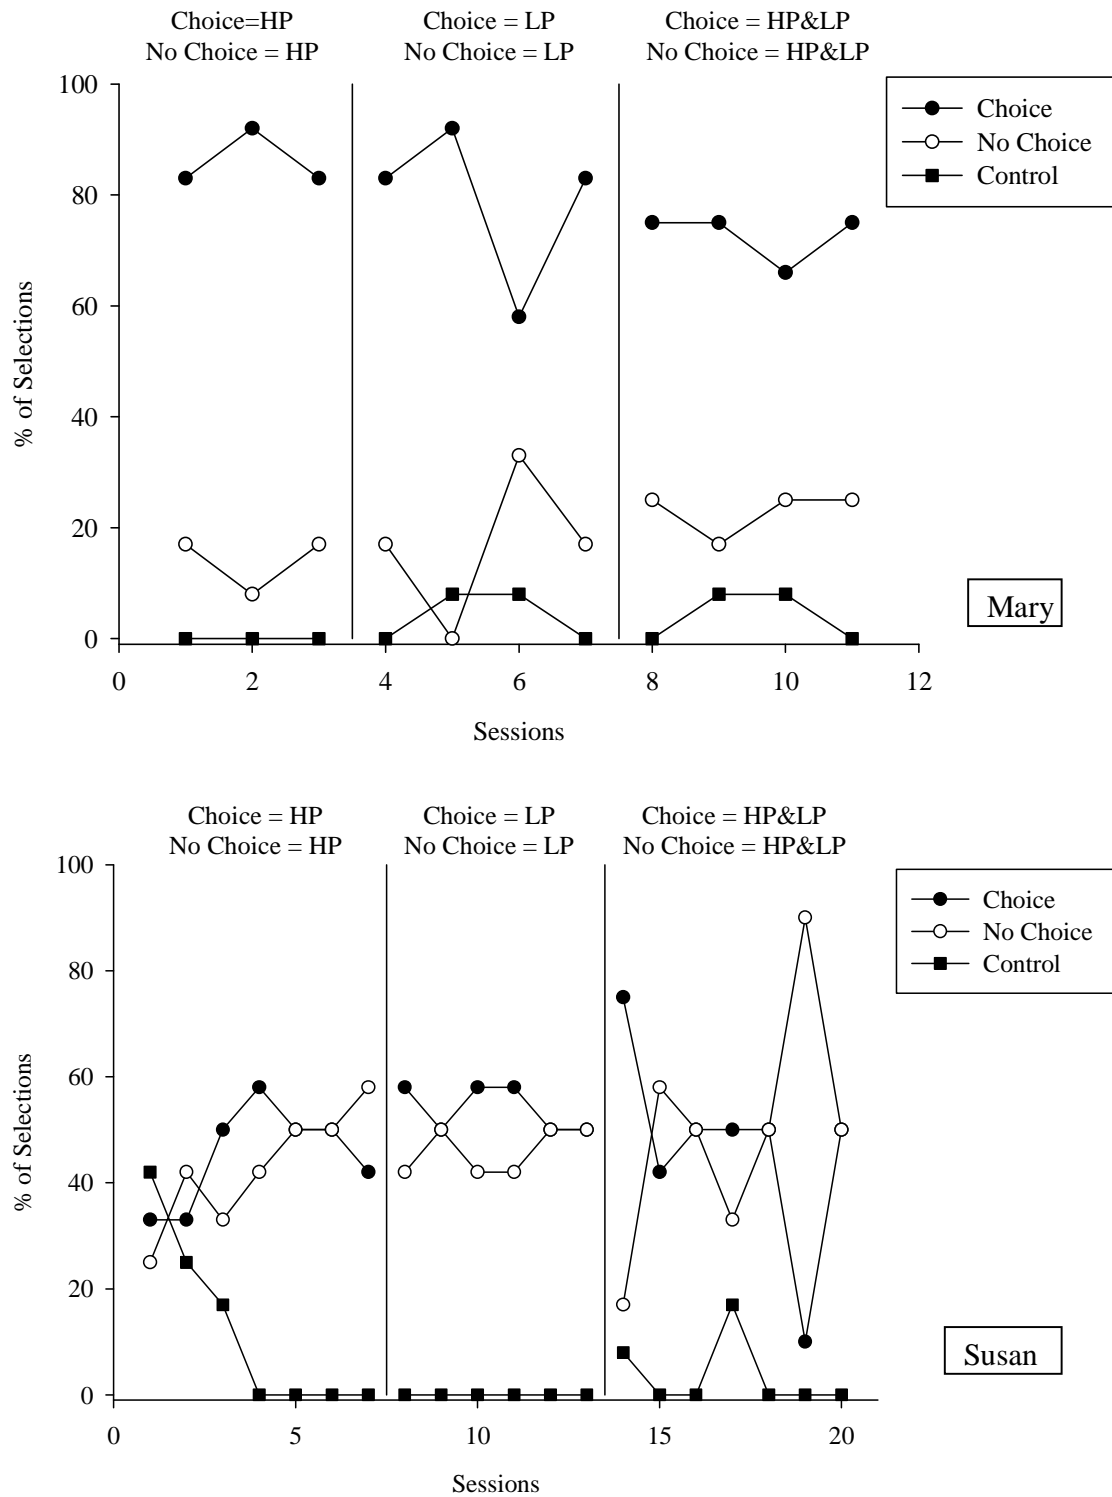 Choice=HP
No Choice = HP
Choice = LP
No Choice = LP
Choice = HP&LP
No Choice = HP&LP
100
80
60
40
20
0
% of Selections
Choice
No Choice
Control
Mary
0 2 4 6 8 10 12
Sessions
Choice = HP
No Choice = HP
Choice = LP
No Choice = LP
Choice = HP&LP
No Choice = HP&LP
100
80
60
40
20
0
% of Selections
Choice
No Choice
Control
Susan
0 5 10 15 20
Sessions